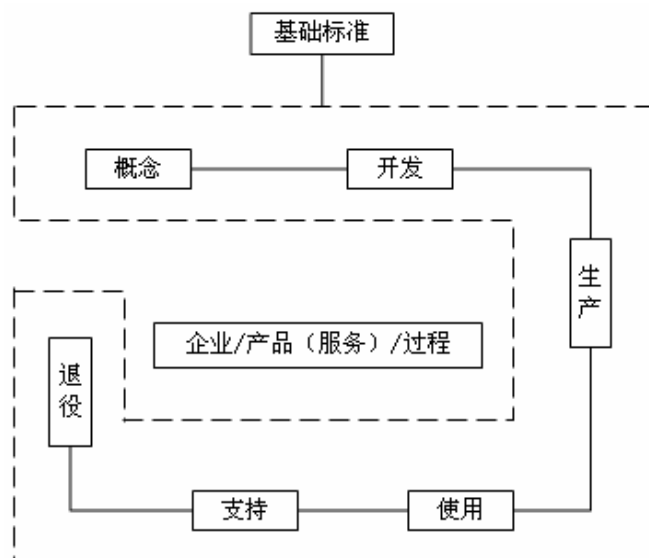 基础标准
概念
开发
生产
企业/产品（服务）/过程
退役
支持
使用